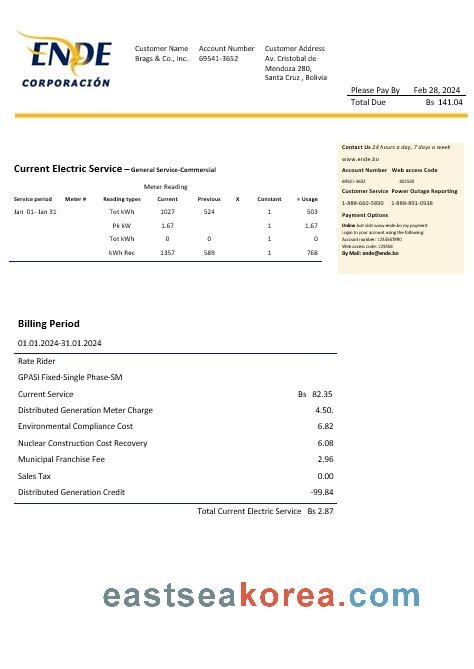 ENDE
CORPORACIÓN
Customer Name Account Number Customer Address
Brags & Co., Inc. 69541-3652 Av. Cristobal de
Mendoza 280,
Santa Cruz , Bolivia
Please Pay By Feb 28, 2024
Total Due Bs 141.04
Contact Us 24 hours a day, 7 days a week
www.ende.bo
Account Number Web access Code
69541-3652 602540
Customer Service Power Outage Reporting
1-888-660-5890 1-888-891-0938
Payment Options
Online Just visit www.ende.bo my payment
Login to your account using the following:
Account number: 1234567890
Web access code: 123456
By Mail: ende@ende.bo
Current Electric Service – General Service-Commercial
Meter Reading
Service period Meter # Reading types Current Previous X Constant = Usage
Jan 01- Jan 31 Tot kWh 1027 524 1 503
Pk kW 1.67 1 1.67
Tot kWh 0 0 1 0
kWh Rec 1357 589 1 768
Billing Period
01.01.2024-31.01.2024
Rate Rider
GPASI Fixed-Single Phase-SM
Current Service Bs 82.35
Distributed Generation Meter Charge 4.50.
Environmental Compliance Cost 6.82
Nuclear Construction Cost Recovery 6.08
Municipal Franchise Fee 2.96
Sales Tax 0.00
Distributed Generation Credit -99.84
Total Current Electric Service Bs 2.87
eastseakorea.com